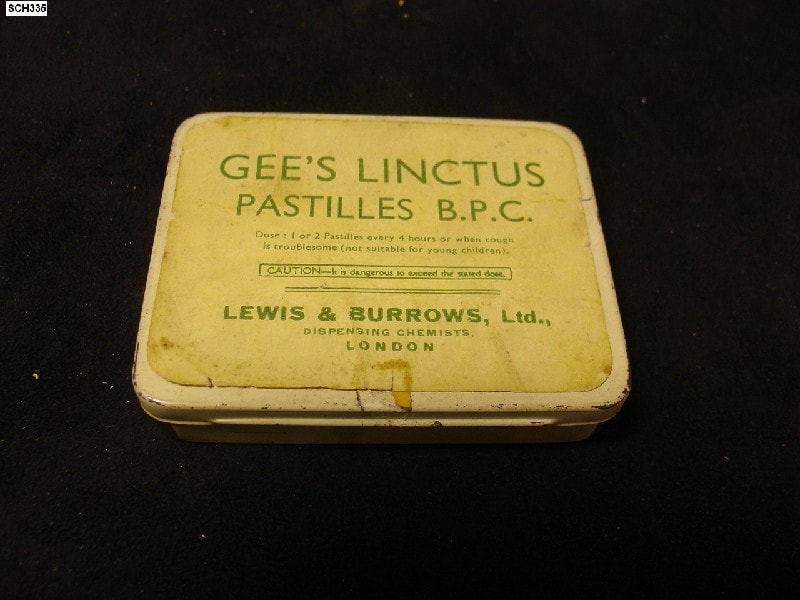 SCH335
GEE'S LINCTUS
PASTILLES B.P.C.
Dose : 1 or 2 Pastilles every 4 hours or when cough
is troublesome (not suitable for young children).
CAUTION—It is dangerous to exceed the stated dose.
LEWIS & BURROWS, Ltd.,
DISPENSING CHEMISTS,
LONDON